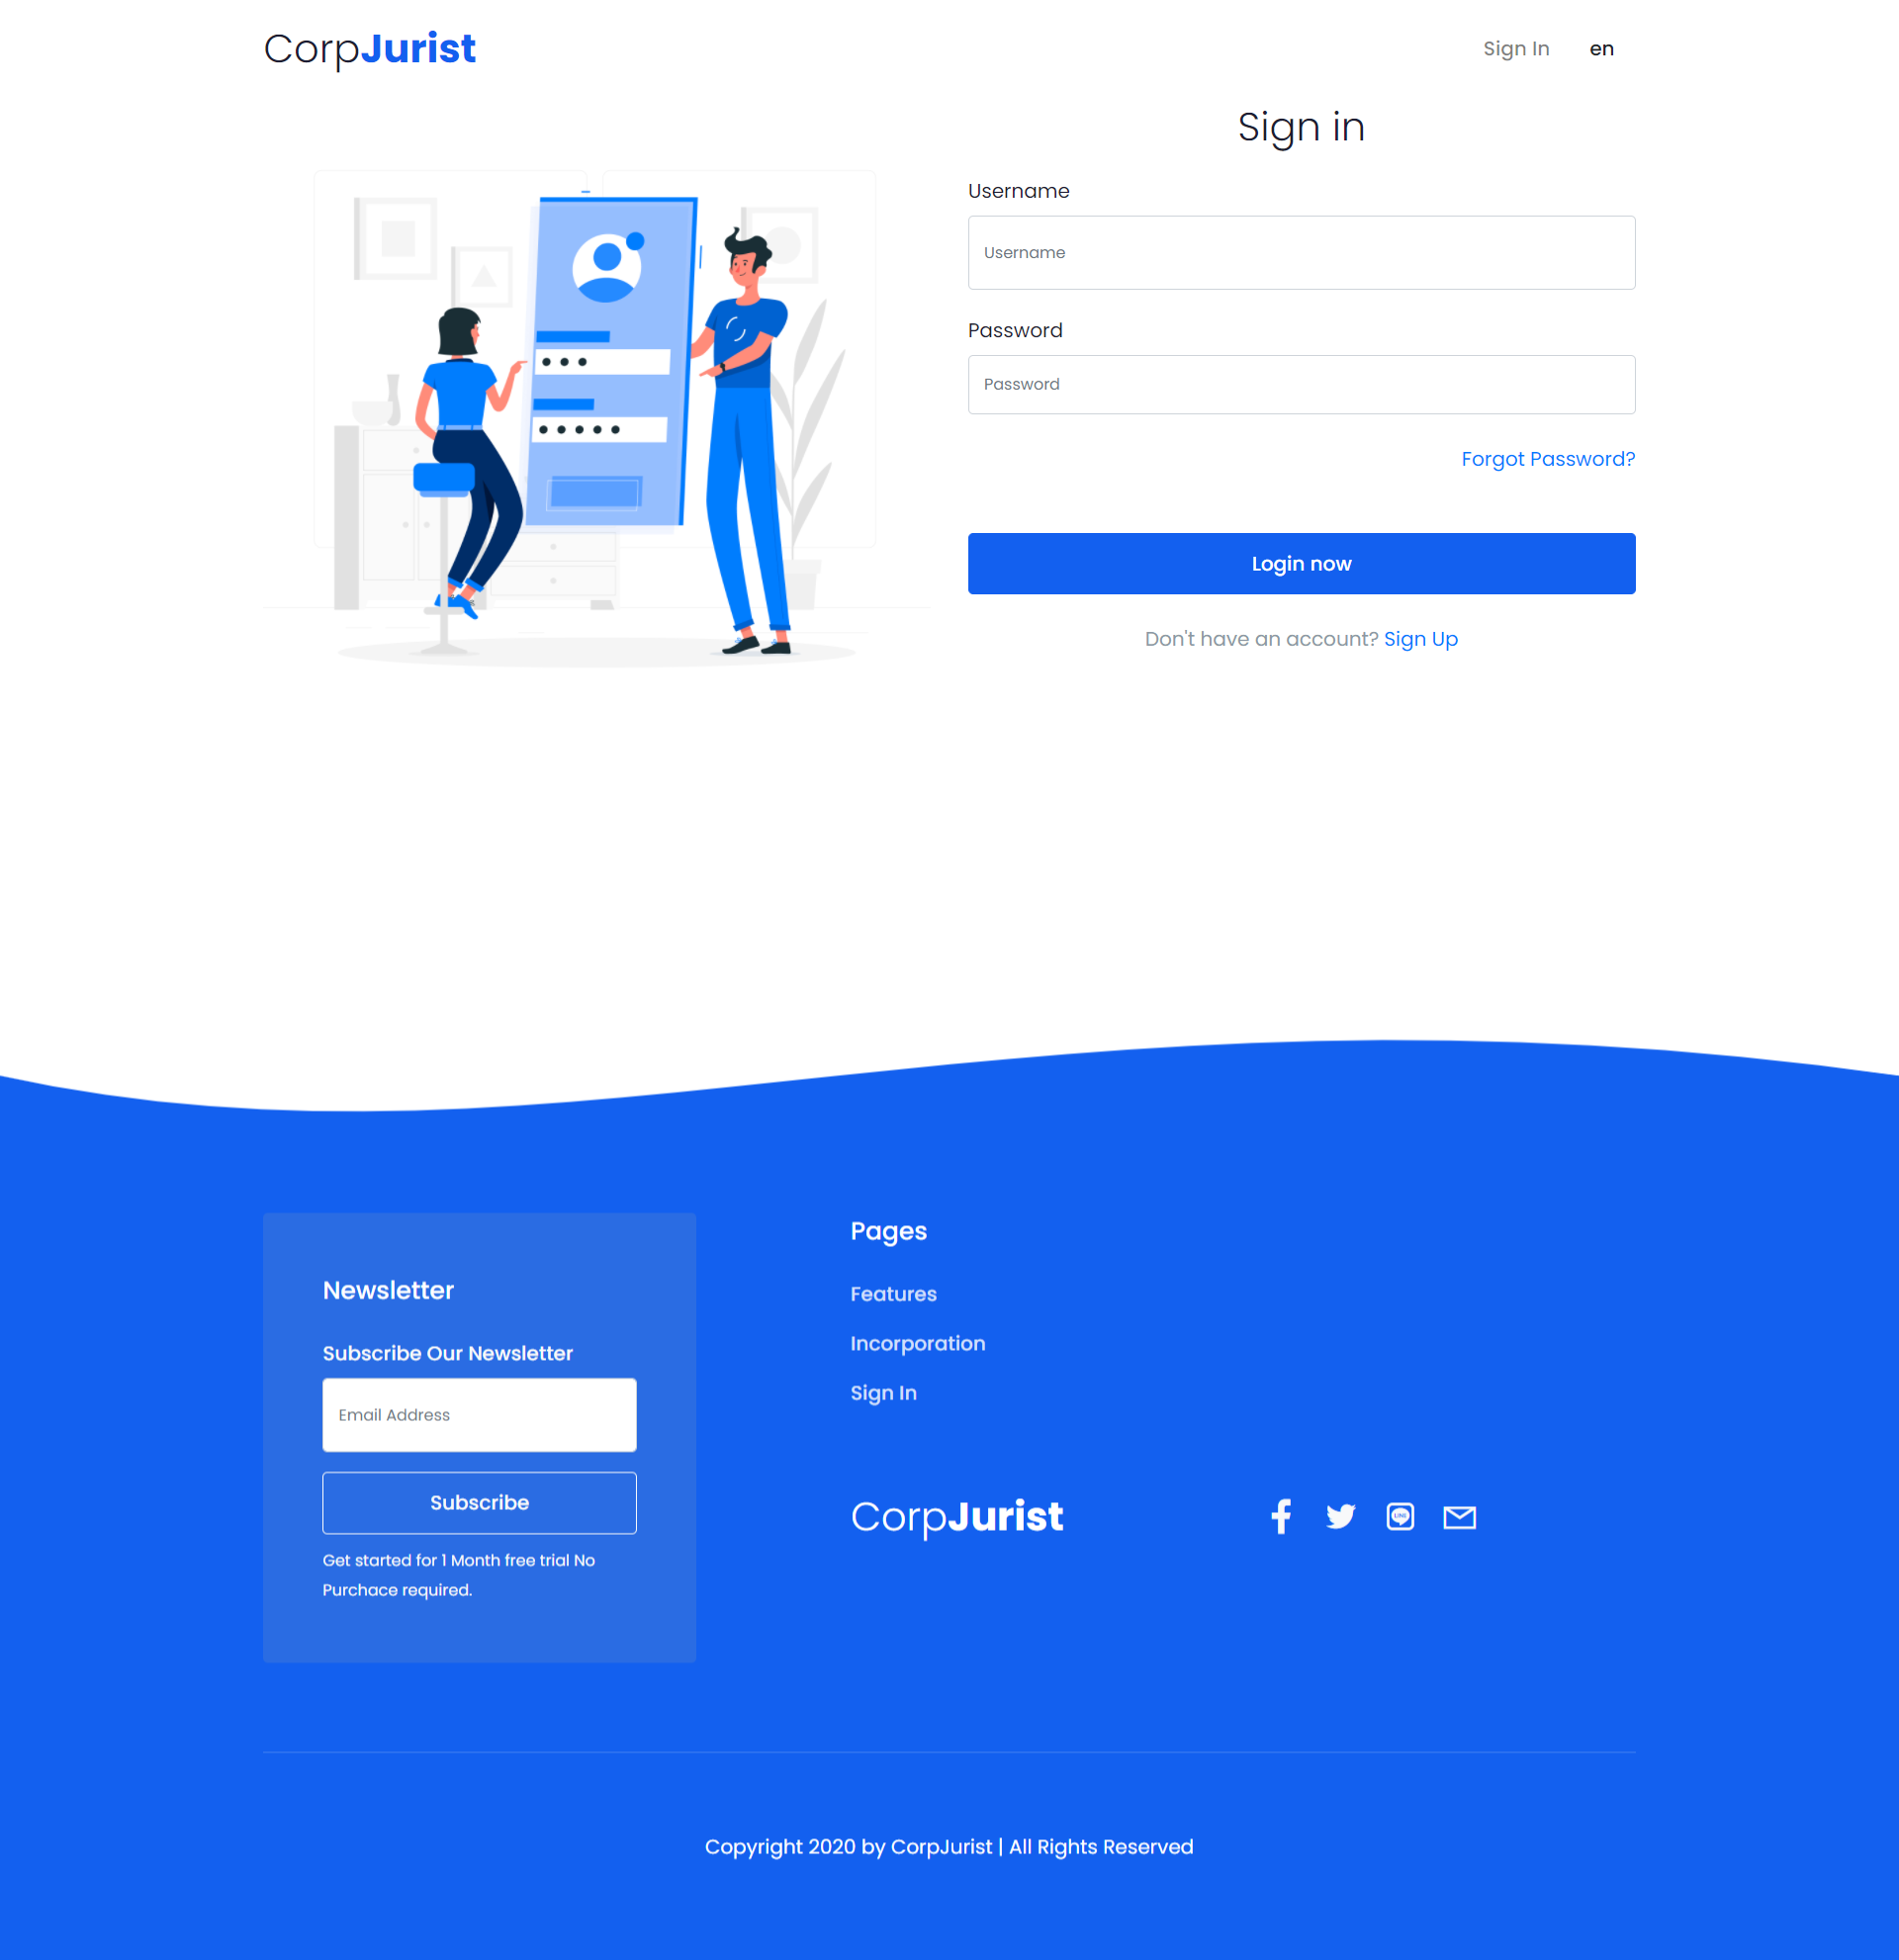 CorpJurist
Sign In
en
Sign in
Username
Username
Password
Password
Forgot Password?
Login now
Don't have an account? Sign Up
Newsletter
Subscribe Our Newsletter
Email Address
Subscribe
Get started for 1 Month free trial No
Purchace required.
Pages
Features
Incorporation
Sign In
CorpJurist
LINE
Copyright 2020 by CorpJurist | All Rights Reserved